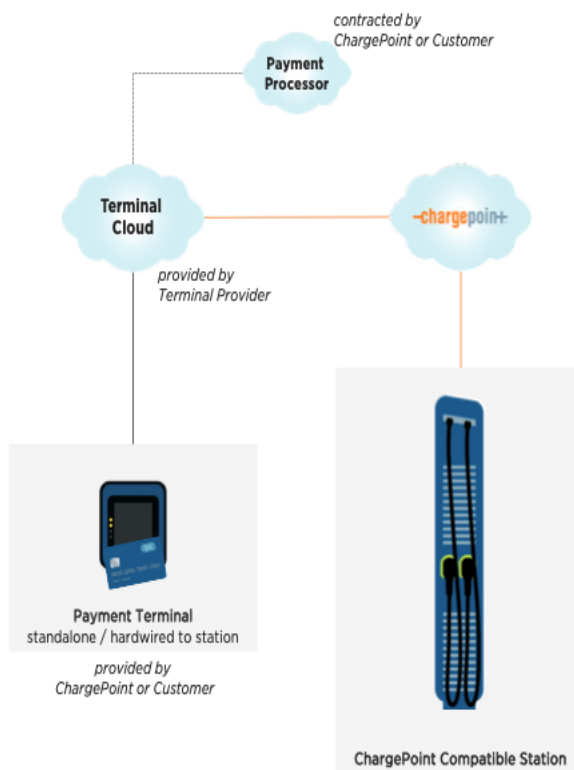 contracted by
ChargePoint or Customer
Payment
Processor
Terminal
Cloud
chargepoint
provided by
Terminal Provider
Payment Terminal
standalone / hardwired to station
provided by
ChargePoint or Customer
ChargePoint Compatible Station